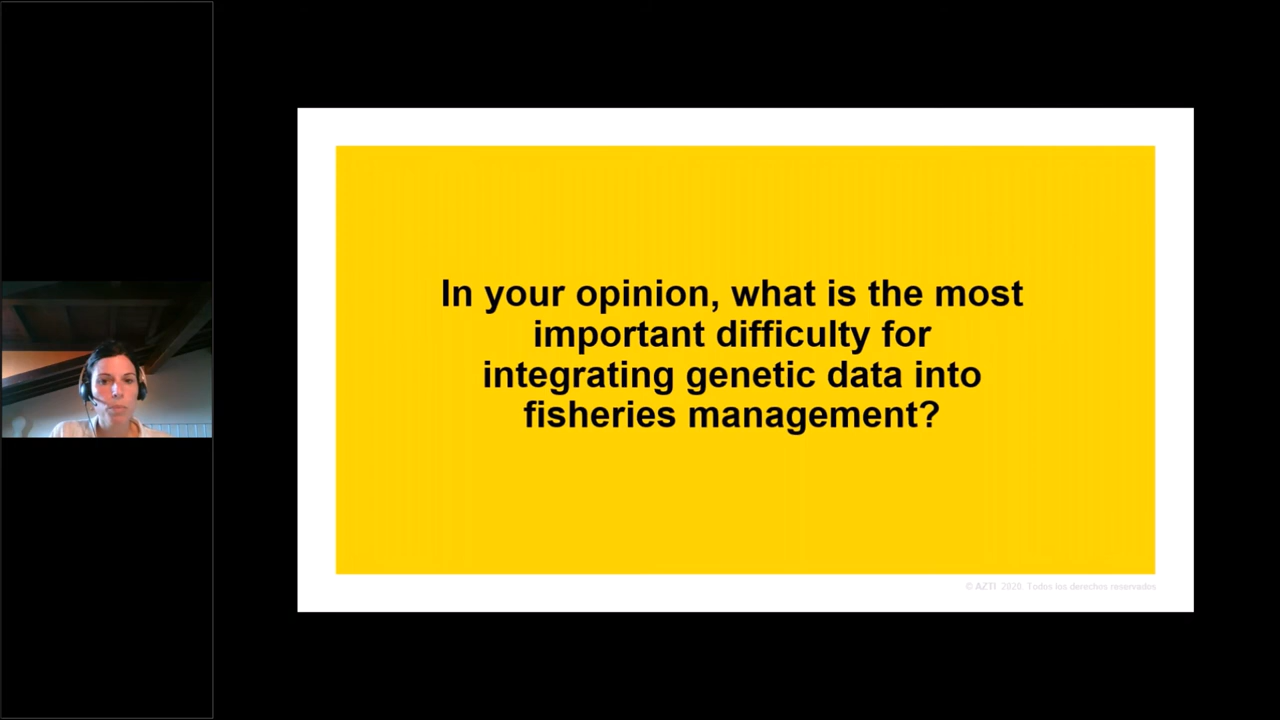 In your opinion, what is the most
important difficulty for
integrating genetic data into
fisheries management?
© AZTI 2020. Todos los derechos reservados